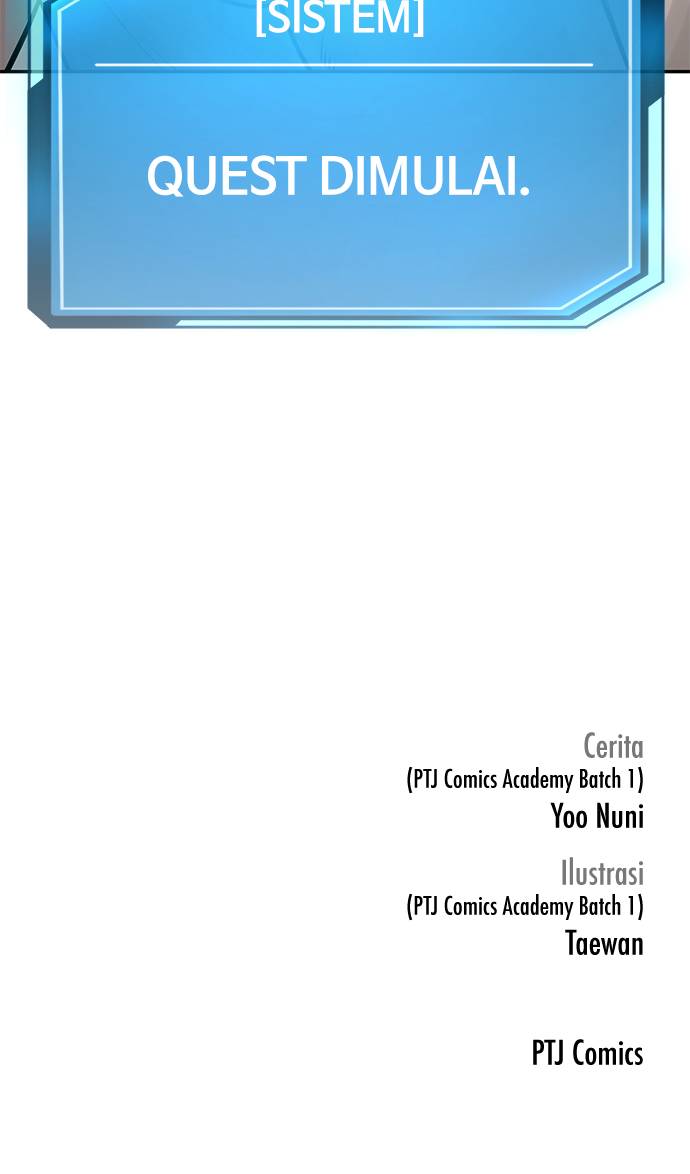 [SISTEM]
QUEST DIMULAI.
Cerita
(PTJ Comics Academy Batch 1)
Yoo Nuni
Ilustrasi
(PTJ Comics Academy Batch 1)
Taewan
PTJ Comics